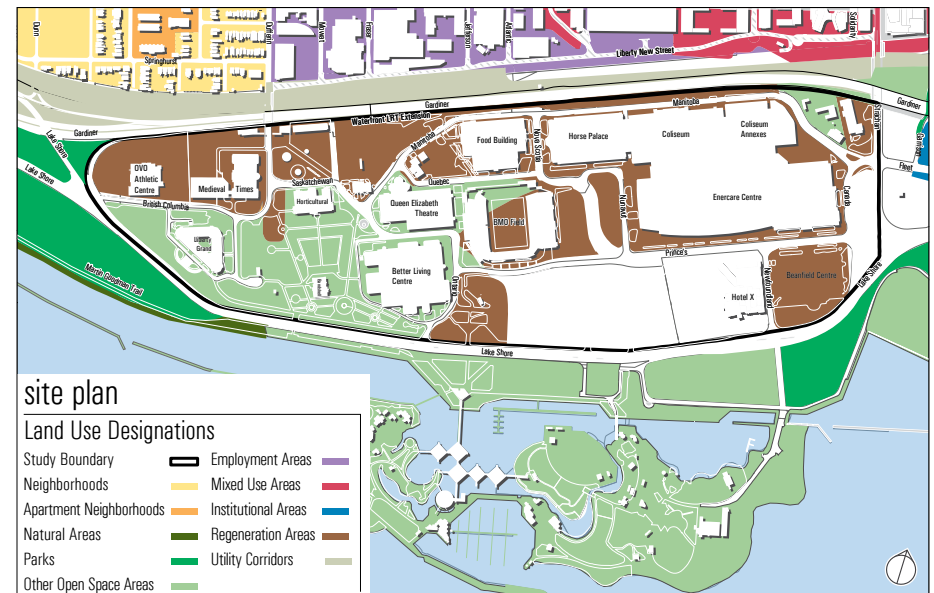 Dunn
Dufferin
Mowat
Fraser
Jefferson
Atlantic
Solidarity
Liberty New Street
Springhurst
Gardiner
Manitoba
Gardiner
Gardiner
Waterfront LRT Extension
Strachan
Lake Shore
Manitoba
Food Building
Nova Scotia
Horse Palace
Coliseum
Coliseum
Annexes
Fleet
Lake Shore
OVO
Athletic
Centre
Medieval Times
Saskatchewan
Quebec
Horticultural
Queen Elizabeth
Theatre
BMO Field
Nunavut
Enercare Centre
Canada
British Columbia
Liberty
Grand
Better Living
Centre
Ontario
Prince's
Martin Goodman Trail
Hotel X
Newfoundland
Beanfield Centre
Lake Shore
Lake Shore
site plan
Land Use Designations
Study Boundary
Neighborhoods
Apartment Neighborhoods
Natural Areas
Parks
Other Open Space Areas
Employment Areas
Mixed Use Areas
Institutional Areas
Regeneration Areas
Utility Corridors